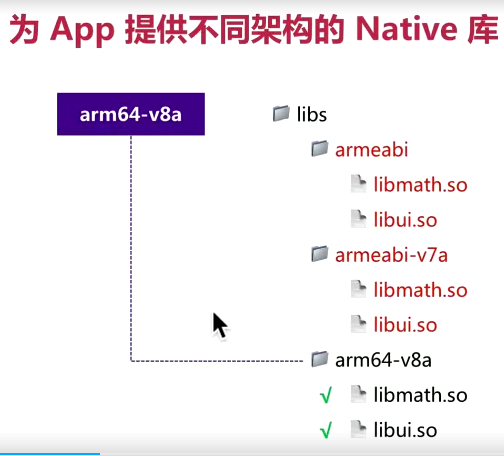 为 App 提供不同架构的 Native 库
arm64-v8a
libs
armeabi
libmath.so
libui.so
armeabi-v7a
libmath.so
libui.so
arm64-v8a
√ libmath.so
√ libui.so